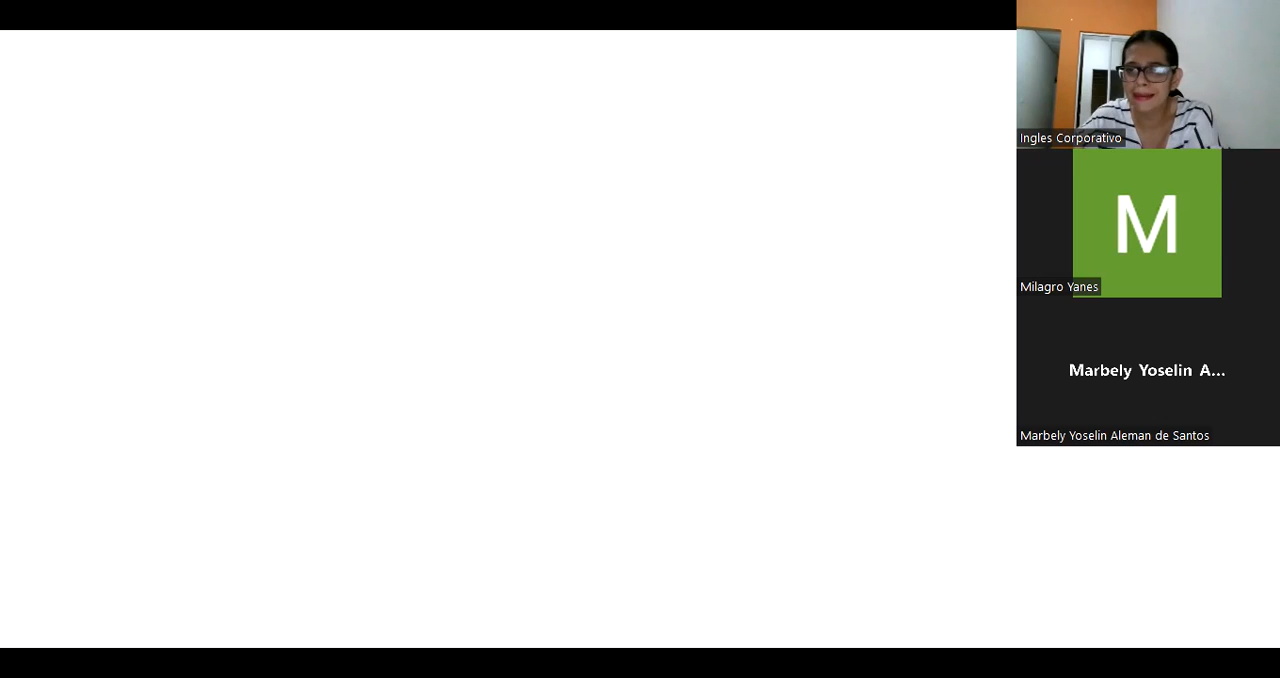 Ingles Corporativo
M
Milagro Yanes
Marbely Yoselin A...
Marbely Yoselin Aleman de Santos